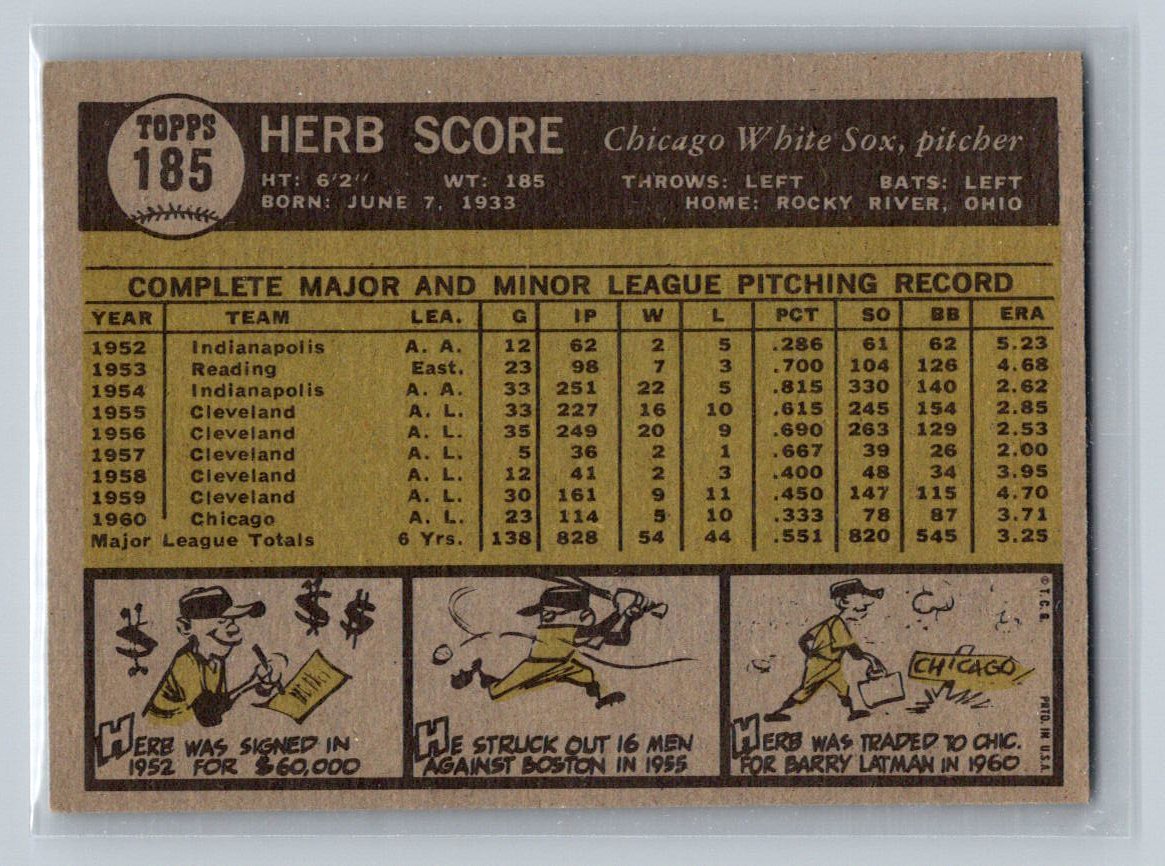 TOPPS
185
HERB SCORE Chicago White Sox, pitcher
HT: 6'2" WT: 185 THROWS: LEFT BATS: LEFT
BORN: JUNE 7, 1933 HOME: ROCKY RIVER, OHIO
COMPLETE MAJOR AND MINOR LEAGUE PITCHING RECORD
YEAR TEAM LEA. G IP W L PCT SO BB ERA
1952 Indianapolis A. A. 12 62 2 5 .286 61 62 5.23
1953 Reading East. 23 98 7 3 .700 104 126 4.68
1954 Indianapolis A. A. 33 251 22 5 .815 330 140 2.62
1955 Cleveland A. L. 33 227 16 10 .615 245 154 2.85
1956 Cleveland A. L. 35 249 20 9 .690 263 129 2.53
1957 Cleveland A. L. 5 36 2 1 .667 39 26 2.00
1958 Cleveland A. L. 12 41 2 3 .400 48 34 3.95
1959 Cleveland A. L. 30 161 9 11 .450 147 115 4.70
1960 Chicago A. L. 23 114 5 10 .333 78 87 3.71
Major League Totals 6 Yrs. 138 828 54 44 .551 820 545 3.25
$ $ $
HERB WAS SIGNED IN
1952 FOR $60,000
HE STRUCK OUT 16 MEN
AGAINST BOSTON IN 1955
CHICAGO
HERB WAS TRADED TO CHIC.
FOR BARRY LATMAN IN 1960
© T.C.G. PRTD. IN U.S.A.